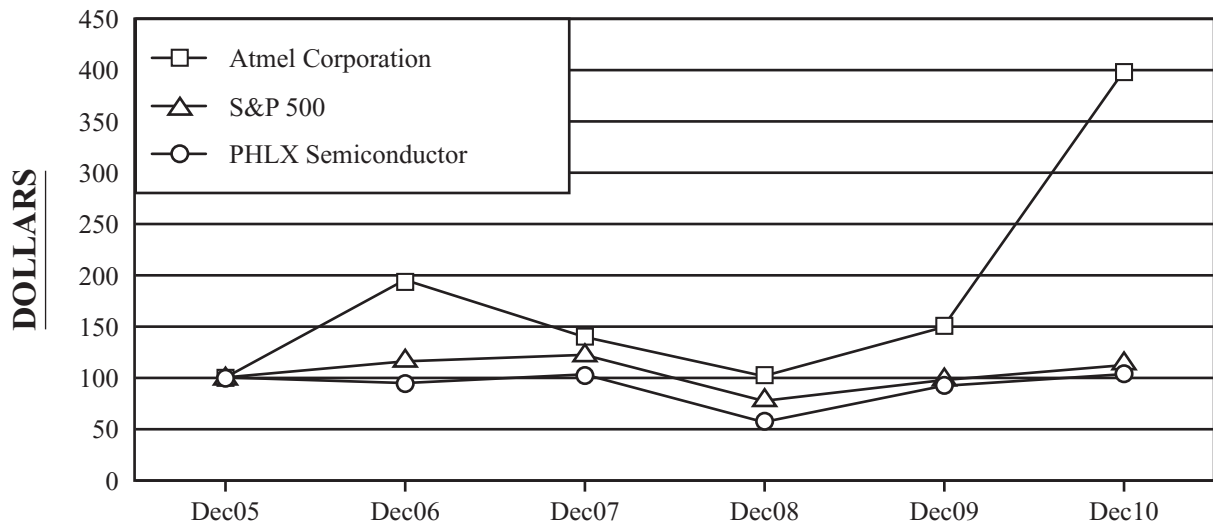 450
400
350
300
250
200
150
100
50
0
DOLLARS
Atmel Corporation
S&P 500
PHLX Semiconductor
Dec05 Dec06 Dec07 Dec08 Dec09 Dec10